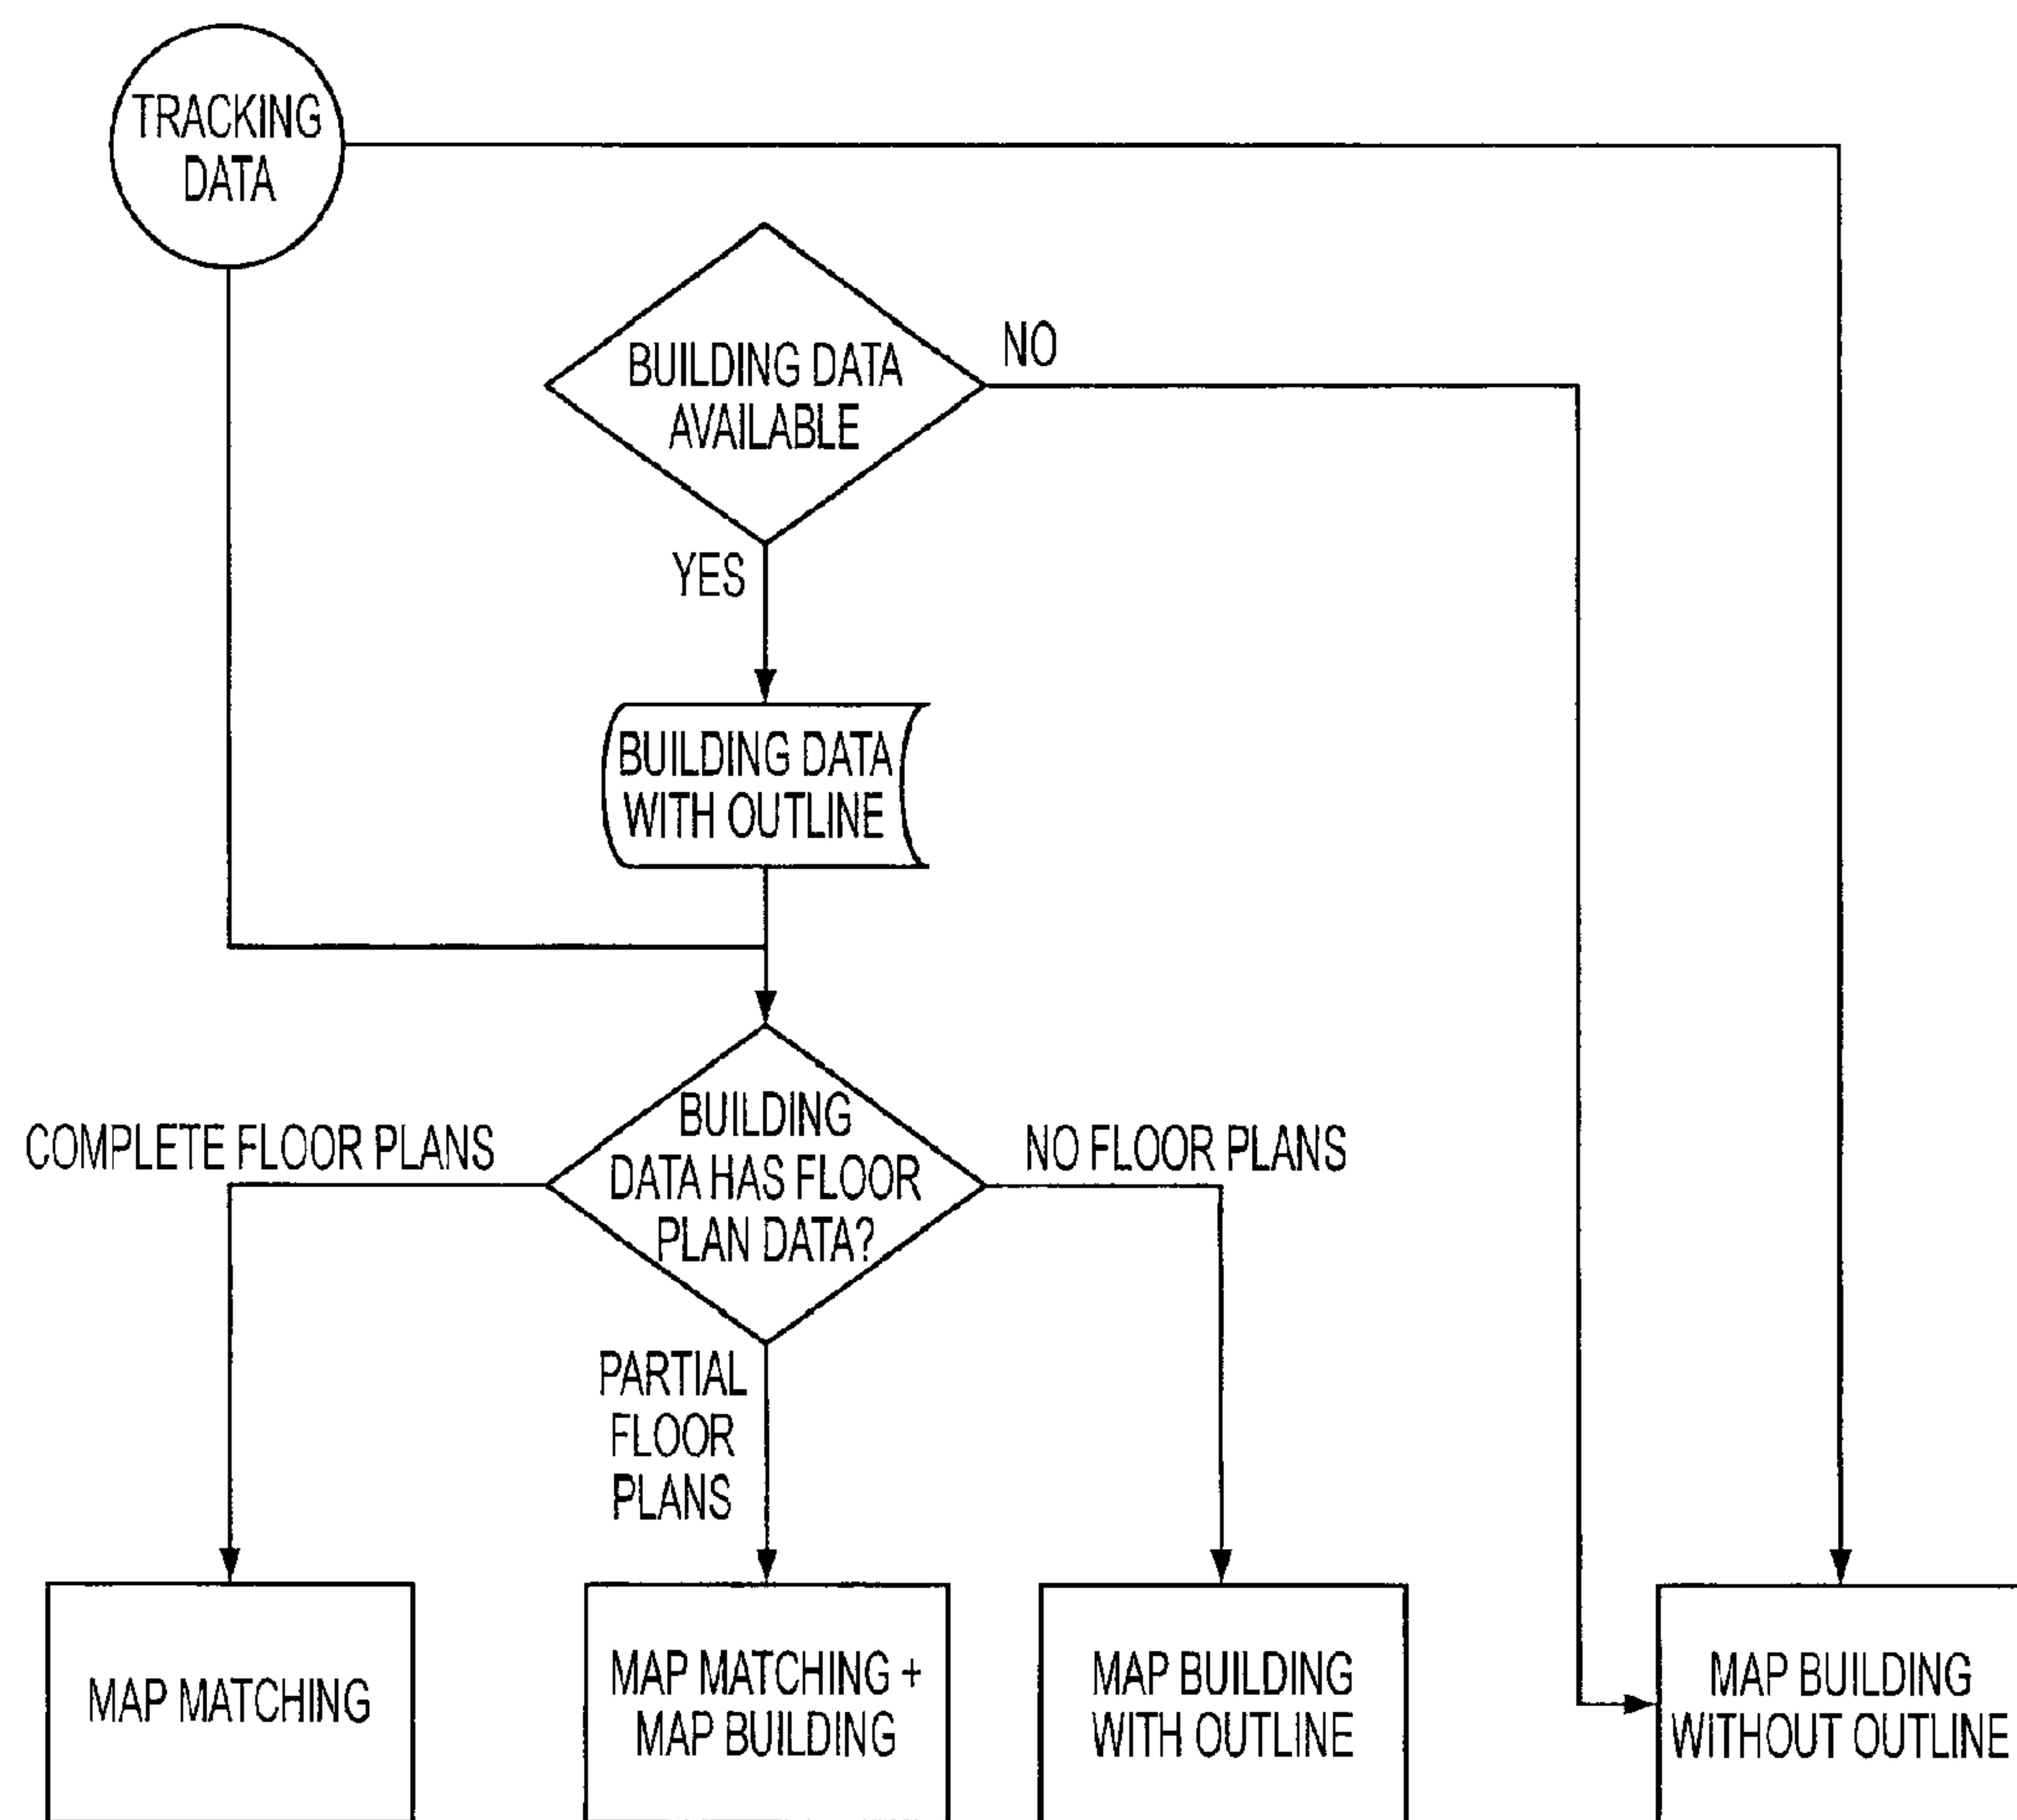 TRACKING
DATA
BUILDING DATA
AVAILABLE
NO
YES
BUILDING DATA
WITH OUTLINE
BUILDING
DATA HAS FLOOR
PLAN DATA?
COMPLETE FLOOR PLANS
NO FLOOR PLANS
PARTIAL
FLOOR
PLANS
MAP MATCHING
MAP MATCHING +
MAP BUILDING
MAP BUILDING
WITH OUTLINE
MAP BUILDING
WITHOUT OUTLINE